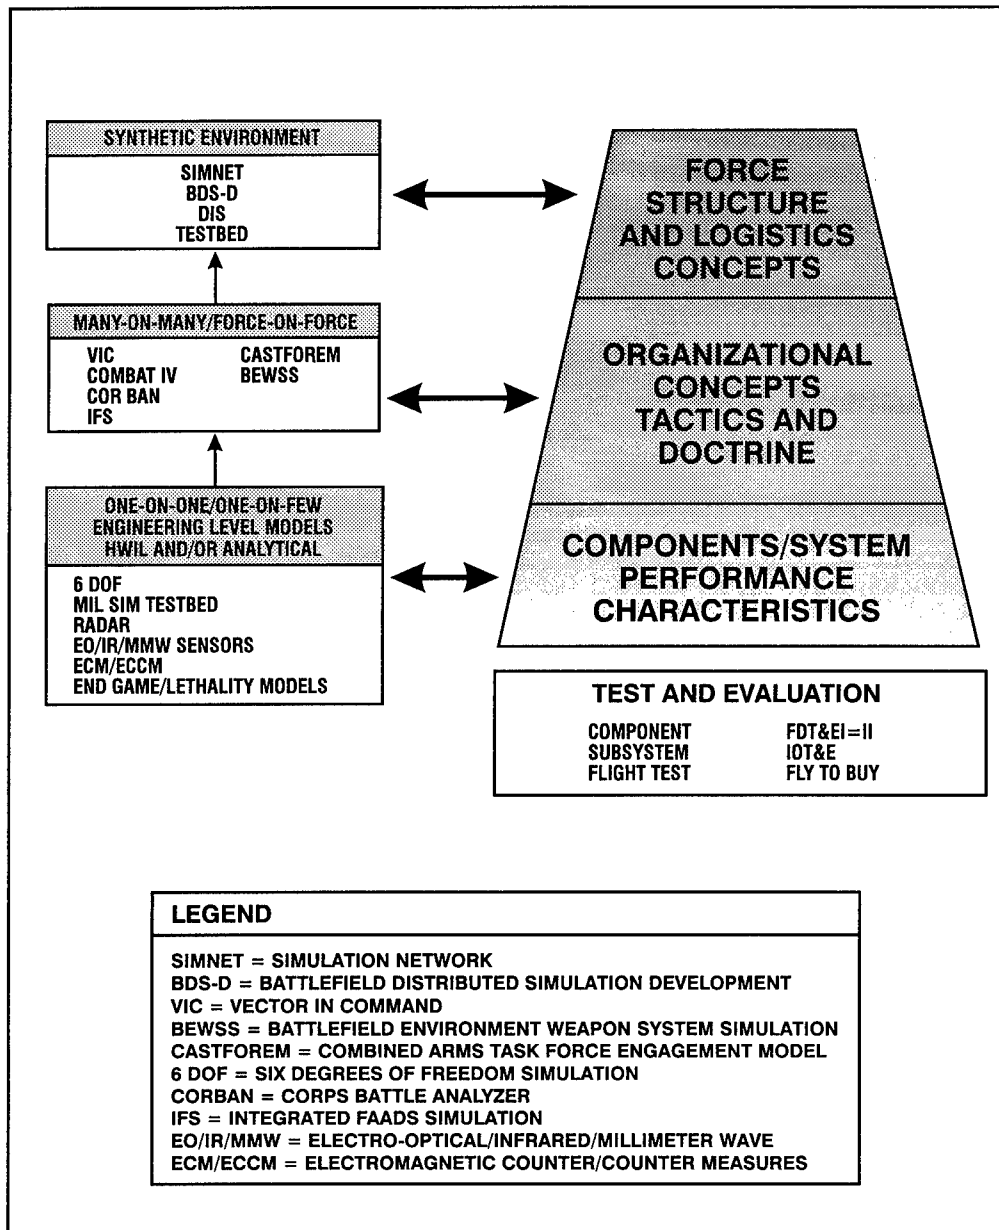 SYNTHETIC ENVIRONMENT
SIMNET
BDS-D
DIS
TESTBED
MANY-ON-MANY/FORCE-ON-FORCE
VIC
COMBAT IV
COR BAN
IFS
CASTFOREM
BEWSS
ONE-ON-ONE/ONE-ON-FEW
ENGINEERING LEVEL MODELS
HWIL AND/OR ANALYTICAL
6 DOF
MIL SIM TESTBED
RADAR
EO/IR/MMW SENSORS
ECM/ECCM
END GAME/LETHALITY MODELS
FORCE
STRUCTURE
AND LOGISTICS
CONCEPTS
ORGANIZATIONAL
CONCEPTS
TACTICS AND
DOCTRINE
COMPONENTS/SYSTEM
PERFORMANCE
CHARACTERISTICS
TEST AND EVALUATION
COMPONENT
SUBSYSTEM
FLIGHT TEST
FDT&EI=II
IOT&E
FLY TO BUY
LEGEND
SIMNET = SIMULATION NETWORK
BDS-D = BATTLEFIELD DISTRIBUTED SIMULATION DEVELOPMENT
VIC = VECTOR IN COMMAND
BEWSS = BATTLEFIELD ENVIRONMENT WEAPON SYSTEM SIMULATION
CASTFOREM = COMBINED ARMS TASK FORCE ENGAGEMENT MODEL
6 DOF = SIX DEGREES OF FREEDOM SIMULATION
CORBAN = CORPS BATTLE ANALYZER
IFS = INTEGRATED FAADS SIMULATION
EO/IR/MMW = ELECTRO-OPTICAL/INFRARED/MILLIMETER WAVE
ECM/ECCM = ELECTROMAGNETIC COUNTER/COUNTER MEASURES